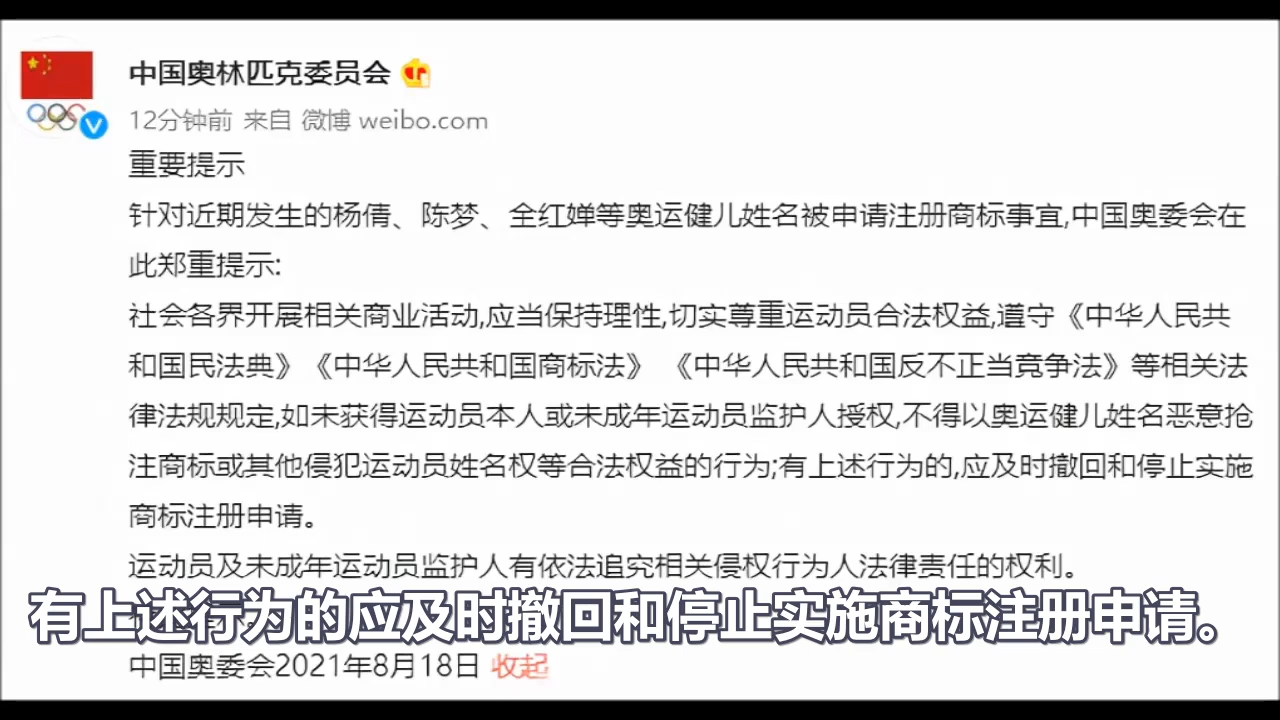 中国奥林匹克委员会
12分钟前 来自 微博 weibo.com
重要提示
针对近期发生的杨倩、陈梦、全红婵等奥运健儿姓名被申请注册商标事宜,中国奥委会在
此郑重提示:
社会各界开展相关商业活动,应当保持理性,切实尊重运动员合法权益,遵守《中华人民共
和国民法典》《中华人民共和国商标法》 《中华人民共和国反不正当竞争法》等相关法
律法规规定,如未获得运动员本人或未成年运动员监护人授权,不得以奥运健儿姓名恶意抢
注商标或其他侵犯运动员姓名权等合法权益的行为;有上述行为的,应及时撤回和停止实施
商标注册申请。
运动员及未成年运动员监护人有依法追究相关侵权行为人法律责任的权利。
有上述行为的应及时撤回和停止实施商标注册申请。
中国奥委会2021年8月18日 收起